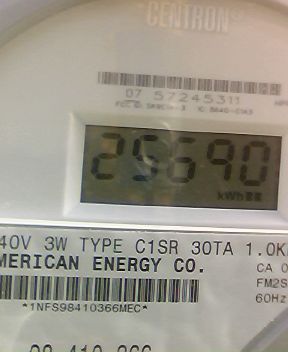 CENTRON®
07 57245311
25690
kWh
40V 3W TYPE C1SR 30TA 1.0K
MERICAN ENERGY CO.
CA 0
FM2S
60Hz
*1NFS98410366MEC*